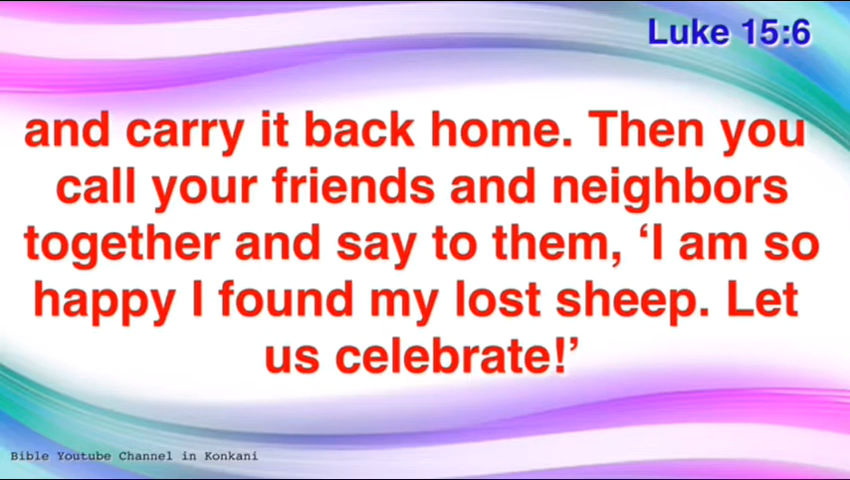 Luke 15:6
and carry it back home. Then you
call your friends and neighbors
together and say to them, ‘I am so
happy I found my lost sheep. Let
us celebrate!’
Bible Youtube Channel in Konkani